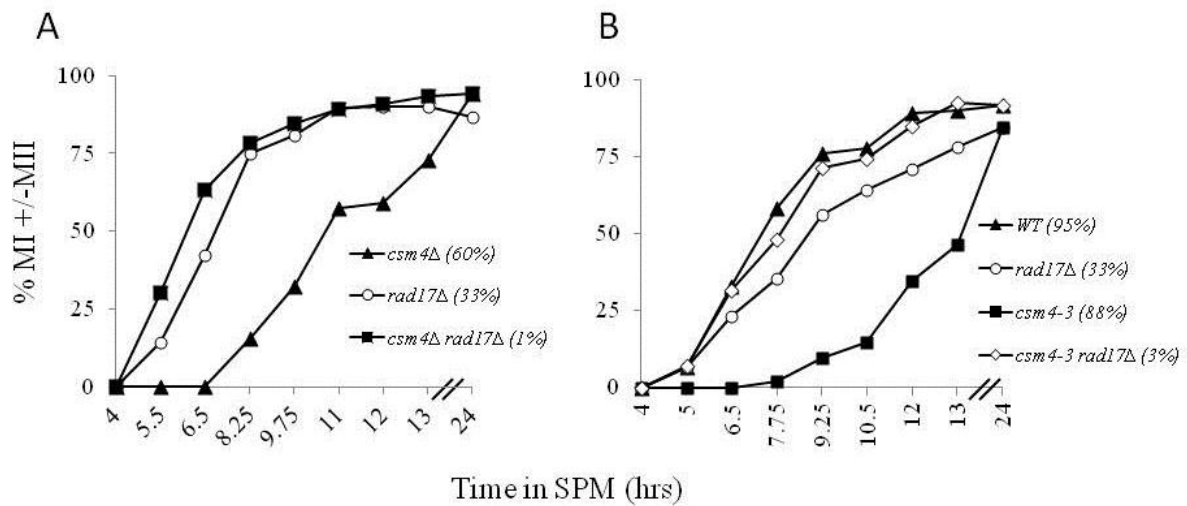 A
B
% MI +/-MII
100
75
50
25
0
4
5.5
6.5
8.25
9.75
11
12
13
24
csm4Δ (60%)
rad17Δ (33%)
csm4Δ rad17Δ (1%)
100
75
50
25
0
4
5
6.5
7.75
9.25
10.5
12
13
24
WT (95%)
rad17Δ (33%)
csm4-3 (88%)
csm4-3 rad17Δ (3%)
Time in SPM (hrs)